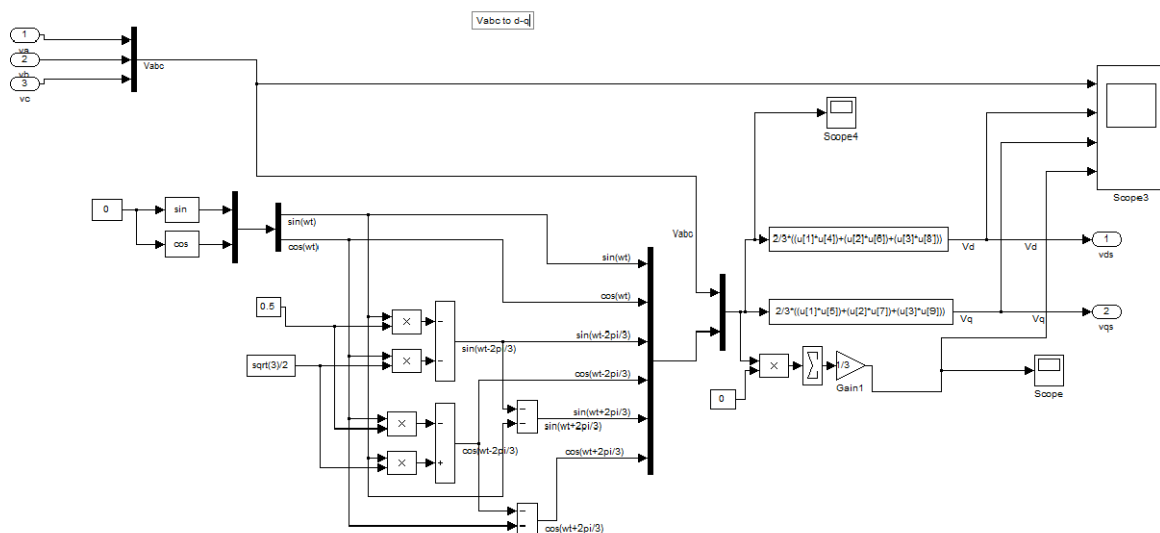 Vabc to d-q
1
va
2
vb
3
vc
Vabc
Scope4
Scope3
0
sin
cos
sin(wt)
cos(wt)
Vabc
sin(wt)
cos(wt)
sin(wt-2pi/3)
cos(wt-2pi/3)
sin(wt+2pi/3)
cos(wt+2pi/3)
2/3*((u[1]*u[4])+(u[2]*u[6])+(u[3]*u[8]))
Vd
Vd
1
vds
2/3*((u[1]*u[5])+(u[2]*u[7])+(u[3]*u[9]))
Vq
Vq
2
vqs
0.5
×
−
×
−
sin(wt-2pi/3)
sqrt(3)/2
×
−
×
+
cos(wt-2pi/3)
−
−
sin(wt+2pi/3)
−
−
cos(wt+2pi/3)
0
×
Σ
1/3
Gain1
Scope